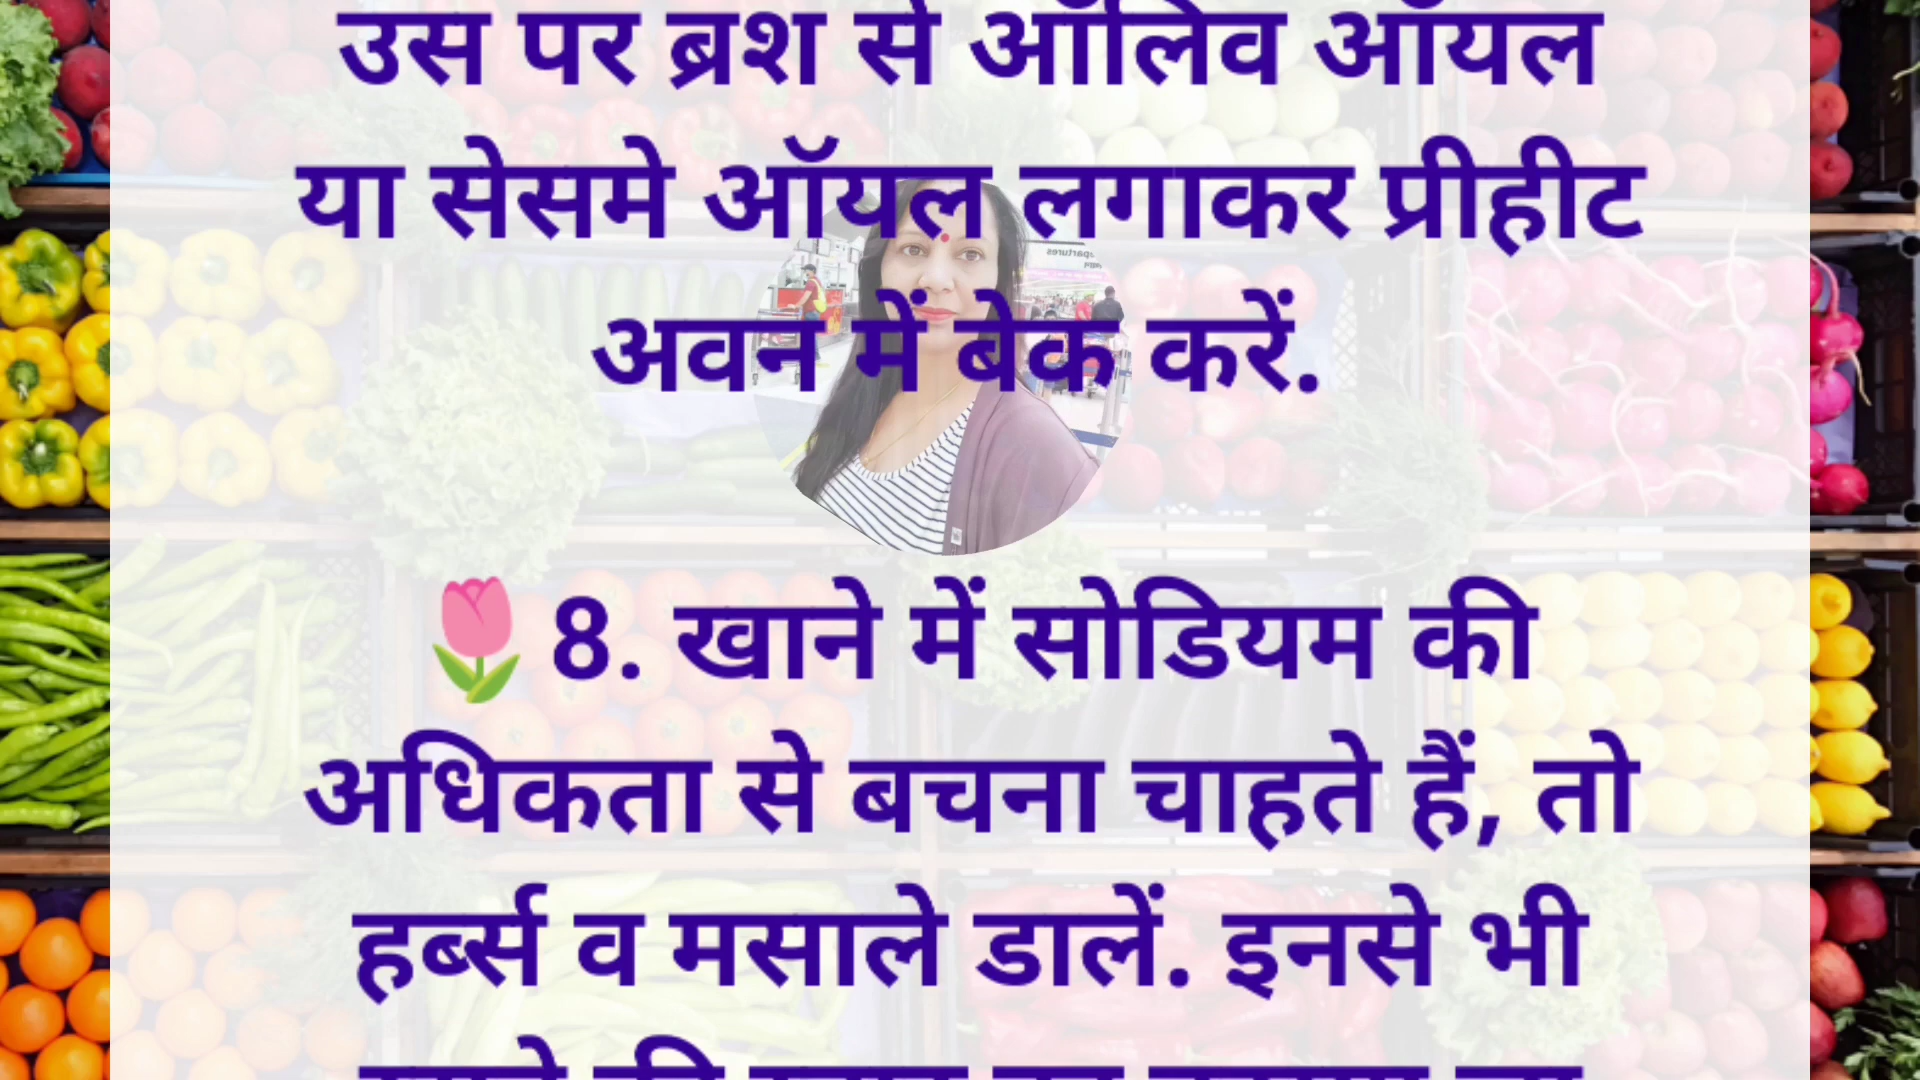 उस पर ब्रश से ऑलिव ऑयल
या सेसमे ऑयल लगाकर प्रीहीट
अवन में बेक करें.
8. खाने में सोडियम की
अधिकता से बचना चाहते हैं, तो
हर्ब्स व मसाले डालें. इनसे भी